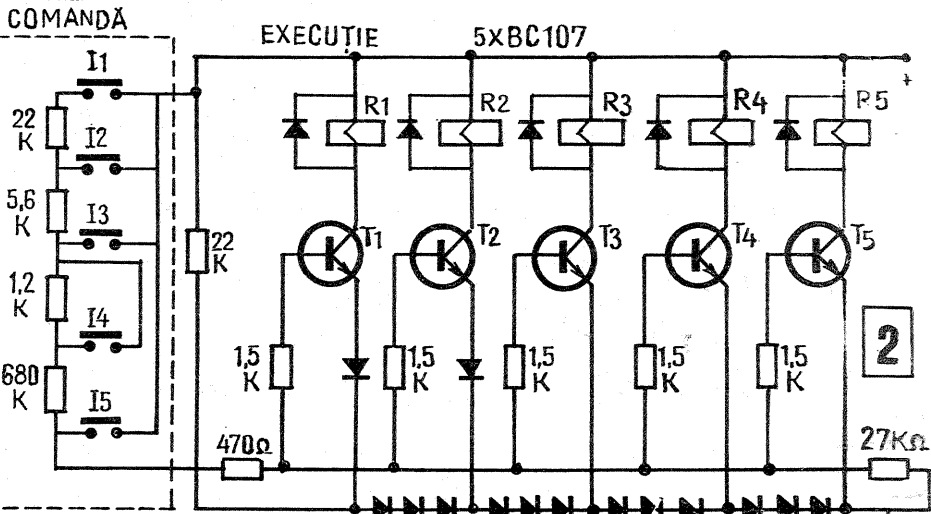 COMANDĂ
EXECUTIE 5XBC107
I1
22 K
I2
5,6 K
I3
1,2 K
I4
680 K
I5
22 K
R1
R2
R3
R4
R5
+
T1
T2
T3
T4
T5
1,5 K
1,5 K
1,5 K
1,5 K
1,5 K
2
470Ω
27KΩ